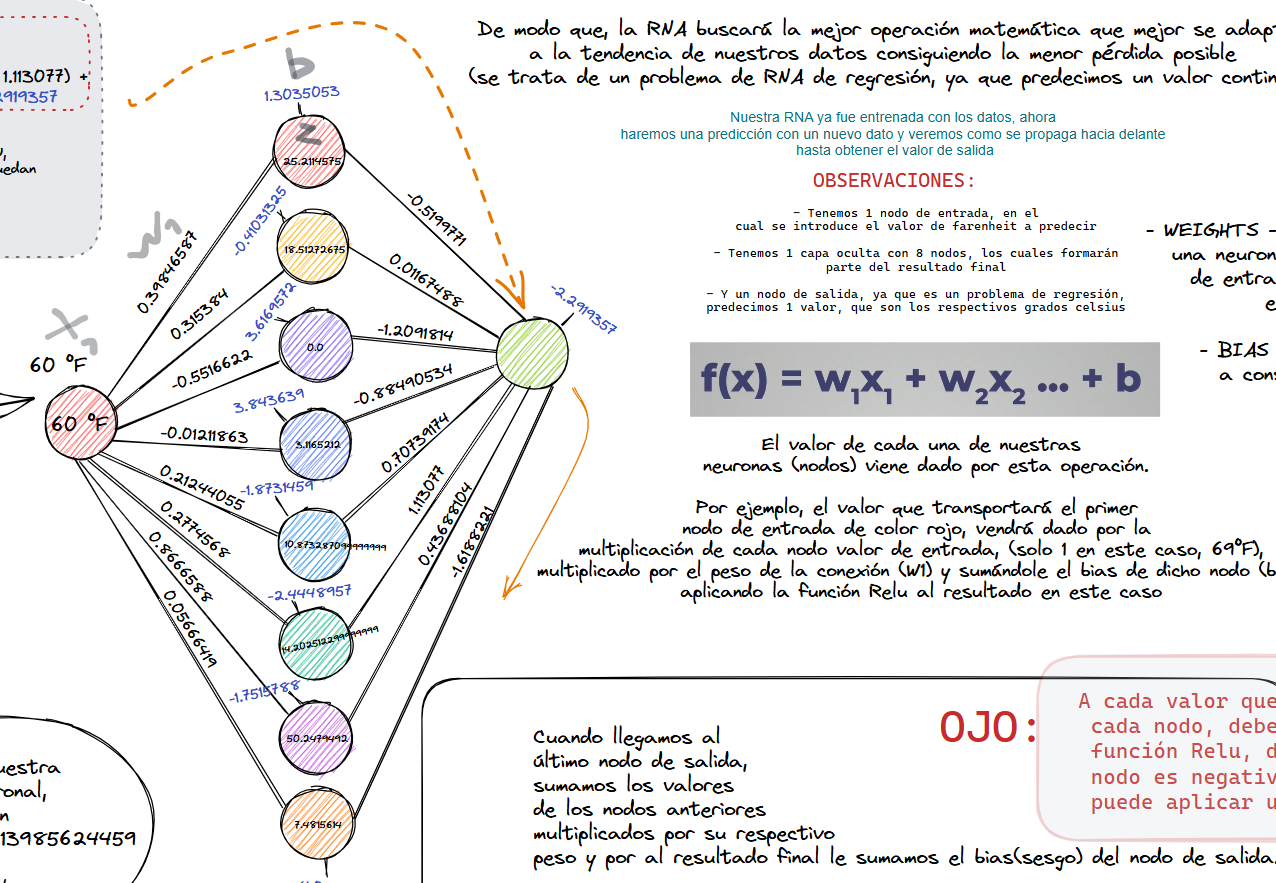 1.113077) +
2919357
uedan
b
1.3035053
z
25.2114575
-0.41031325
18.51272675
W1
3.6169572
0.0
X1
60 ºF
60 ºF
3.843639
3.1165212
-1.8731459
10.873287099999999
-2.4448957
14.202512299999999
-1.7515788
50.2479492
7.4815614
0.39846587
0.315384
-0.5516622
-0.01211863
0.21244055
0.2774568
0.8666588
0.05666419
-0.5199771
0.01167488
-1.2091814
-0.88490534
0.70739174
1.113077
0.43688104
-1.6188221
-2.2919357
De modo que, la RNA buscará la mejor operación matemática que mejor se adap
a la tendencia de nuestros datos consiguiendo la menor pérdida posible
(se trata de un problema de RNA de regresión, ya que predecimos un valor contin
Nuestra RNA ya fue entrenada con los datos, ahora
haremos una predicción con un nuevo dato y veremos como se propaga hacia delante
hasta obtener el valor de salida
OBSERVACIONES:
- Tenemos 1 nodo de entrada, en el
cual se introduce el valor de farenheit a predecir
- Tenemos 1 capa oculta con 8 nodos, los cuales formarán
parte del resultado final
- Y un nodo de salida, ya que es un problema de regresión,
predecimos 1 valor, que son los respectivos grados celsius
- WEIGHTS -
una neuron
de entra
e
- BIAS
a cons
f(x) = w₁x₁ + w₂x₂ ... + b
El valor de cada una de nuestras
neuronas (nodos) viene dado por esta operación.
Por ejemplo, el valor que transportará el primer
nodo de entrada de color rojo, vendrá dado por la
multiplicación de cada nodo valor de entrada, (solo 1 en este caso, 69ºF),
multiplicado por el peso de la conexión (W1) y sumándole el bias de dicho nodo (b
aplicando la función Relu al resultado en este caso
uestra
ronal,
n
13985624459
Cuando llegamos al
último nodo de salida,
sumamos los valores
de los nodos anteriores
multiplicados por su respectivo
peso y por al resultado final le sumamos el bias(sesgo) del nodo de salida.
OJO:
A cada valor que
cada nodo, debe
función Relu, d
nodo es negativ
puede aplicar u